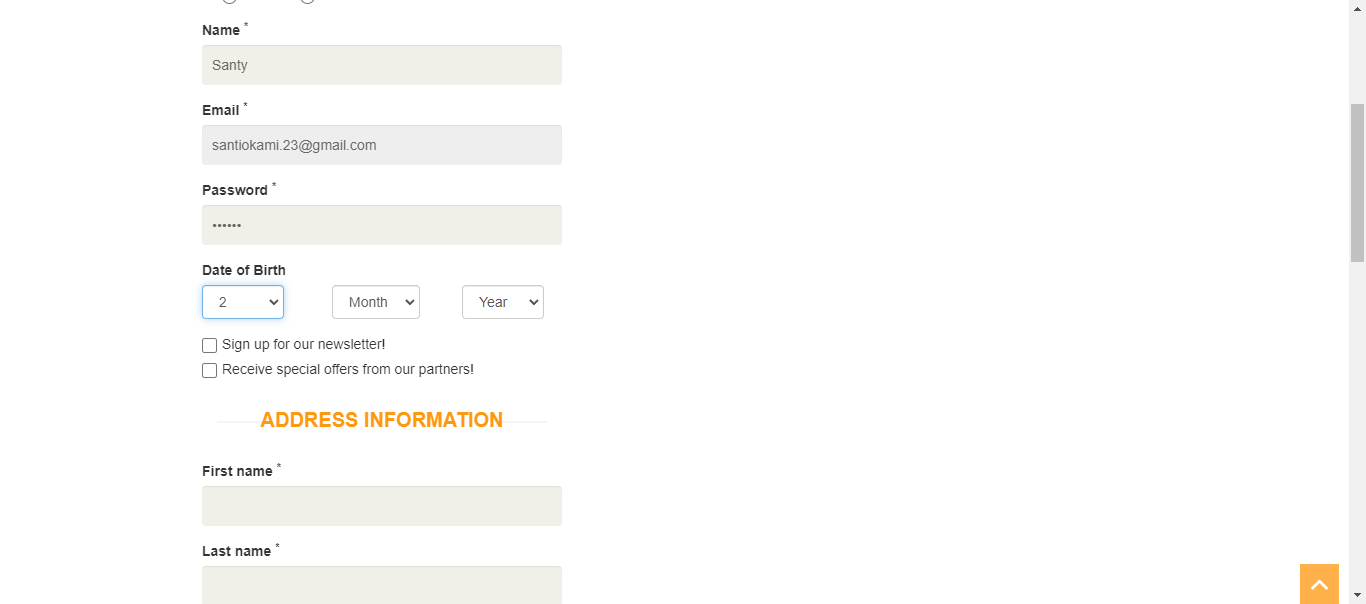 Name *
Santy
Email *
santiokami.23@gmail.com
Password *
••••••
Date of Birth
2 Month Year
Sign up for our newsletter!
Receive special offers from our partners!
ADDRESS INFORMATION
First name *
Last name *